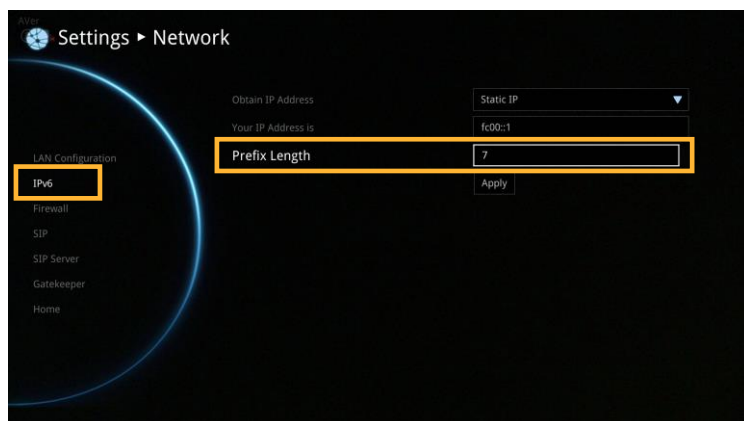 AVer
Settings ▸ Network
Obtain IP Address
Static IP
Your IP Address is
fc00::1
LAN Configuration
Prefix Length
7
IPv6
Apply
Firewall
SIP
SIP Server
Gatekeeper
Home